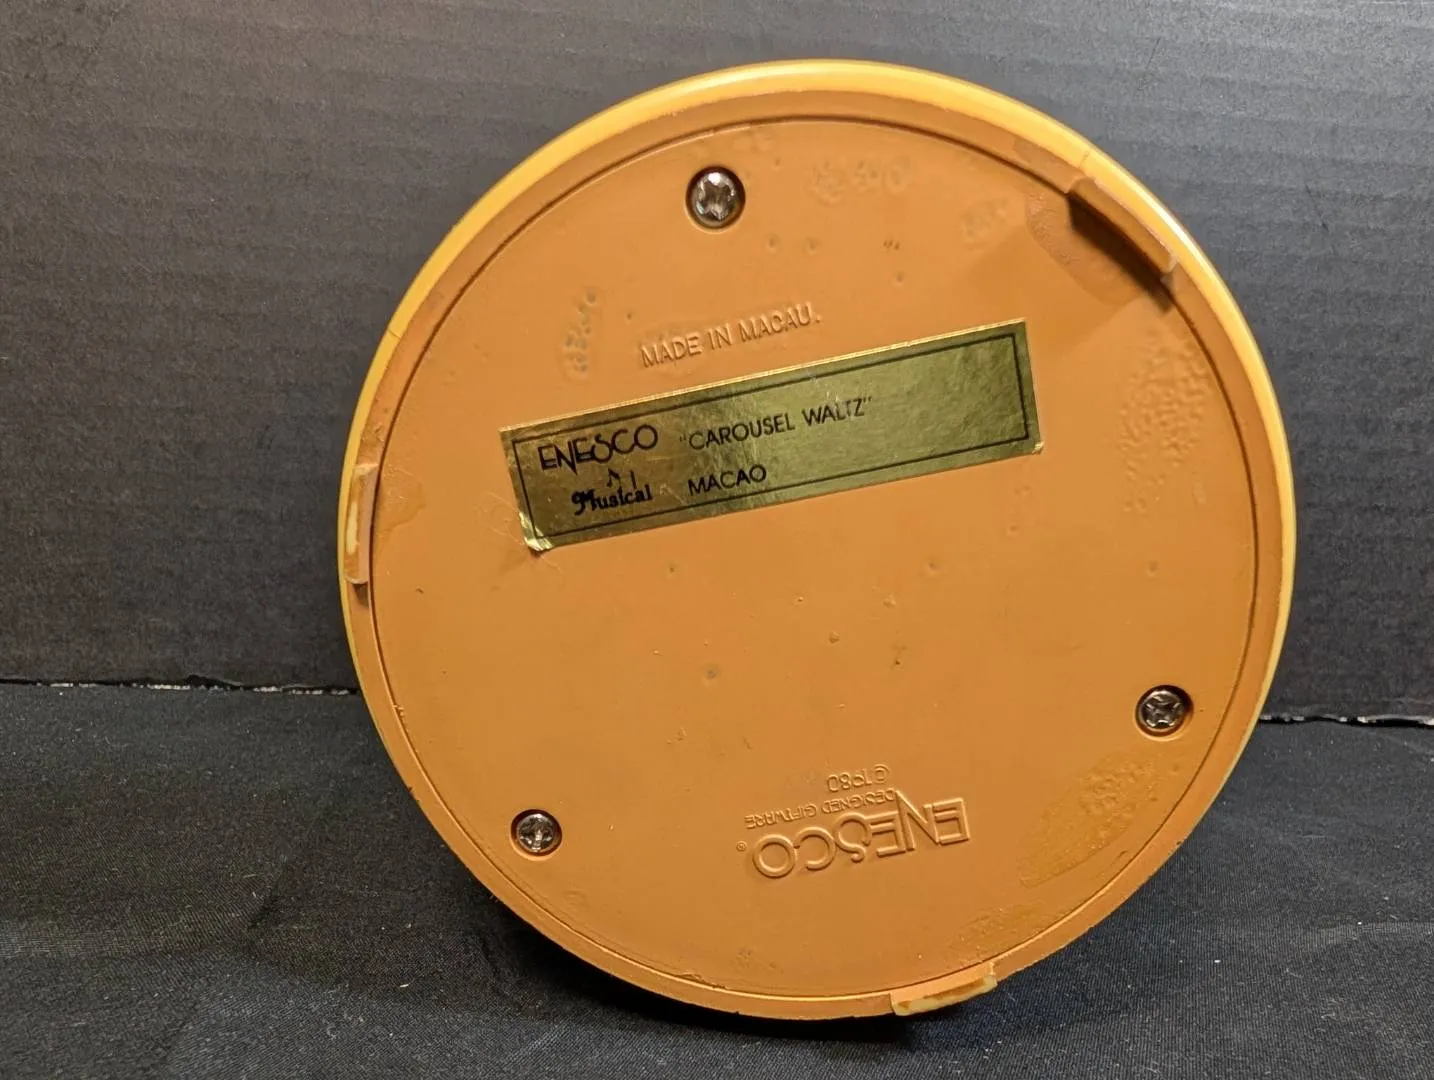 MADE IN MACAU.
ENESCO "CAROUSEL WALTZ"
Musical MACAO
ENESCO®
DESIGNED GIFTWARE
©1980